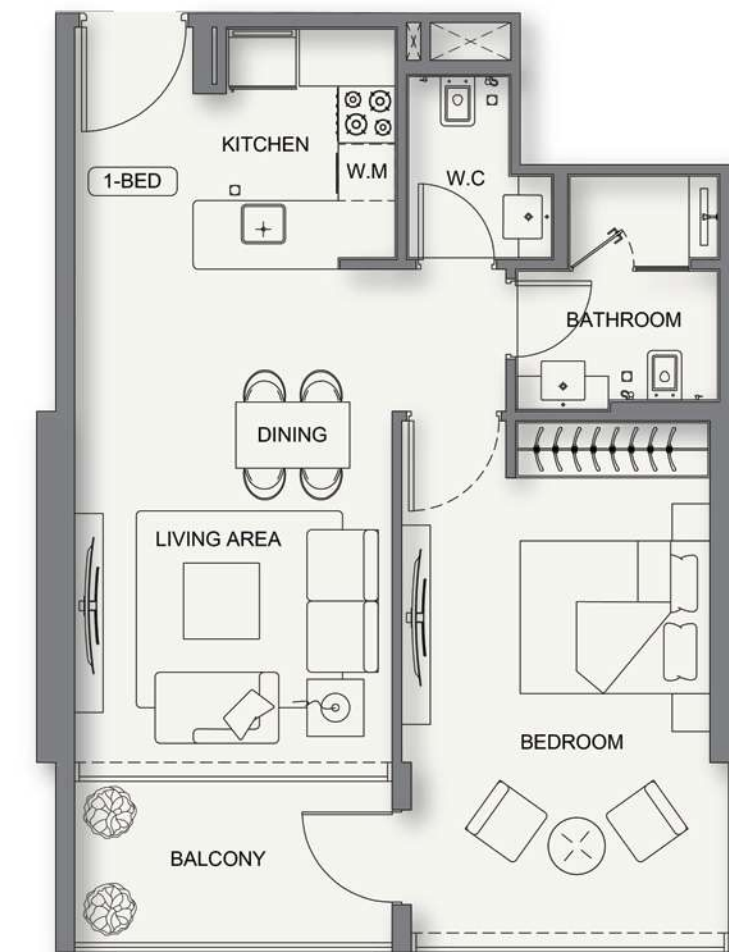 KITCHEN
1-BED
W.M
W.C
BATHROOM
DINING
LIVING AREA
BEDROOM
BALCONY